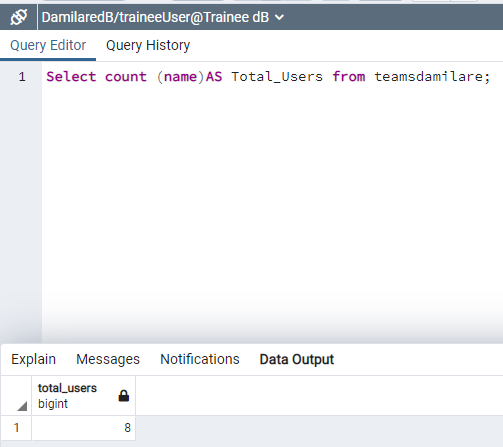 DamilaredB/traineeUser@Trainee dB
Query Editor Query History
1 Select count (name)AS Total_Users from teamsdamilare;
Explain Messages Notifications Data Output
total_users
bigint
1 8